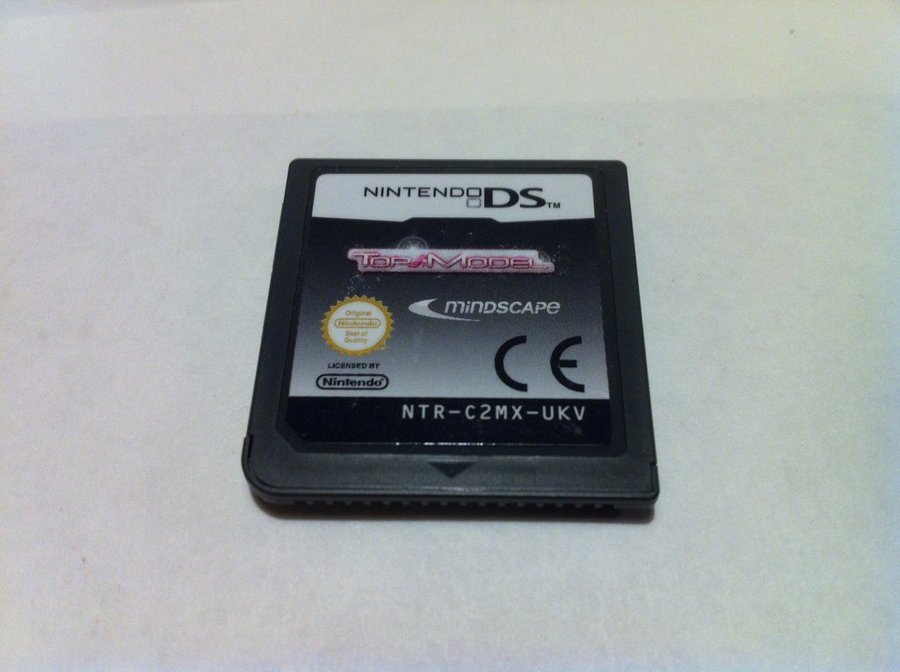 NINTENDO DS™
TOP MODEL
mINDSCAPE
Original
Nintendo
Seal of
Quality
LICENSED BY
Nintendo®
CE
NTR-C2MX-UKV